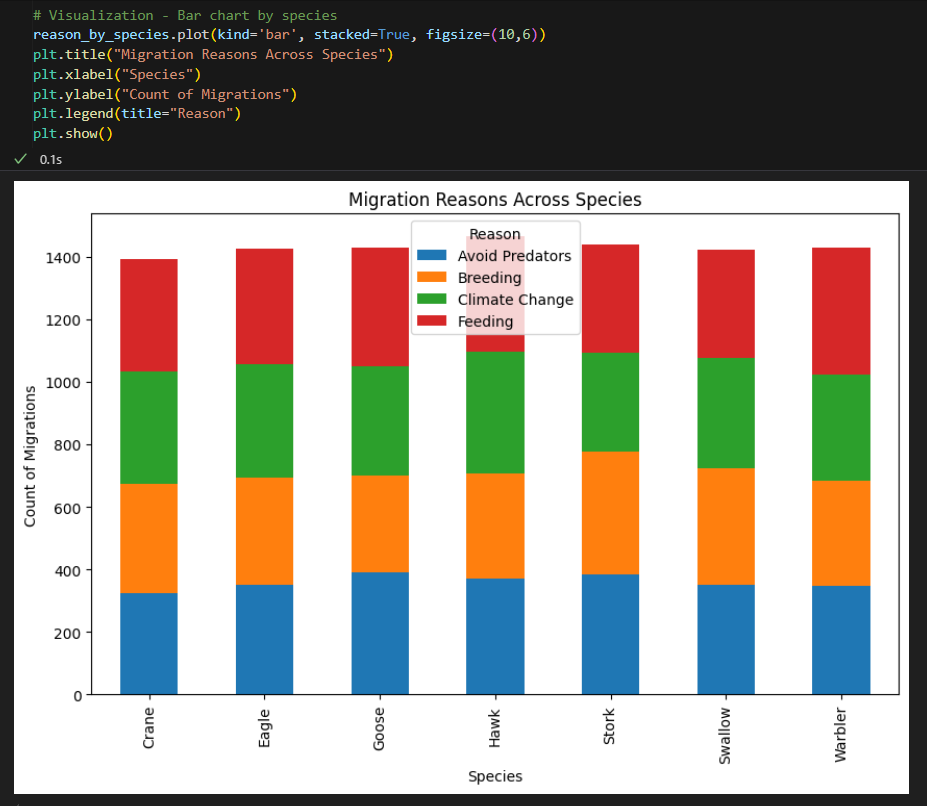 # Visualization - Bar chart by species
reason_by_species.plot(kind='bar', stacked=True, figsize=(10,6))
plt.title("Migration Reasons Across Species")
plt.xlabel("Species")
plt.ylabel("Count of Migrations")
plt.legend(title="Reason")
plt.show()
0.1s
Migration Reasons Across Species
Reason
Avoid Predators
Breeding
Climate Change
Feeding
Count of Migrations
1400
1200
1000
800
600
400
200
0
Crane
Eagle
Goose
Hawk
Stork
Swallow
Warbler
Species